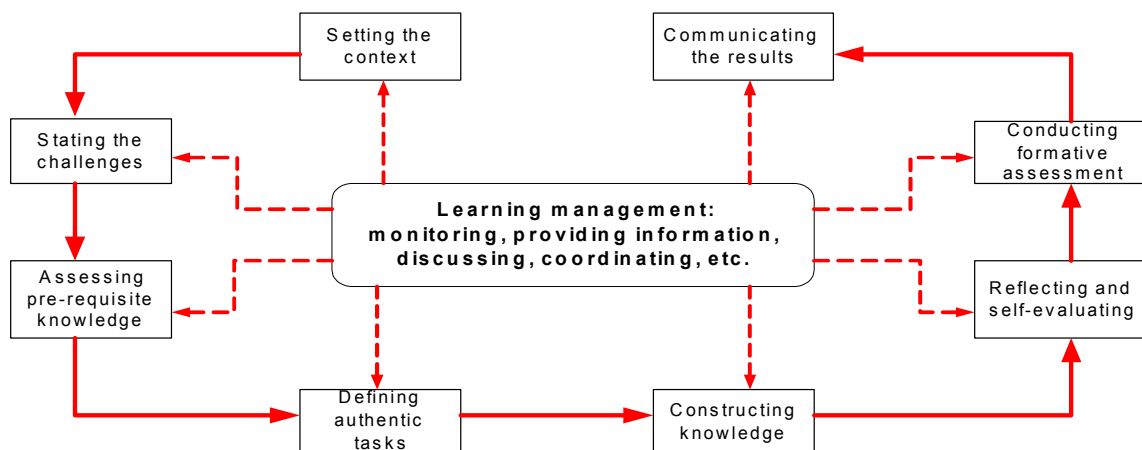 Setting the
context
Communicating
the results
Stating the
challenges
Conducting
formative
assessment
Learning management:
monitoring, providing information,
discussing, coordinating, etc.
Assessing
pre-requisite
knowledge
Reflecting and
self-evaluating
Defining
authentic
tasks
Constructing
knowledge